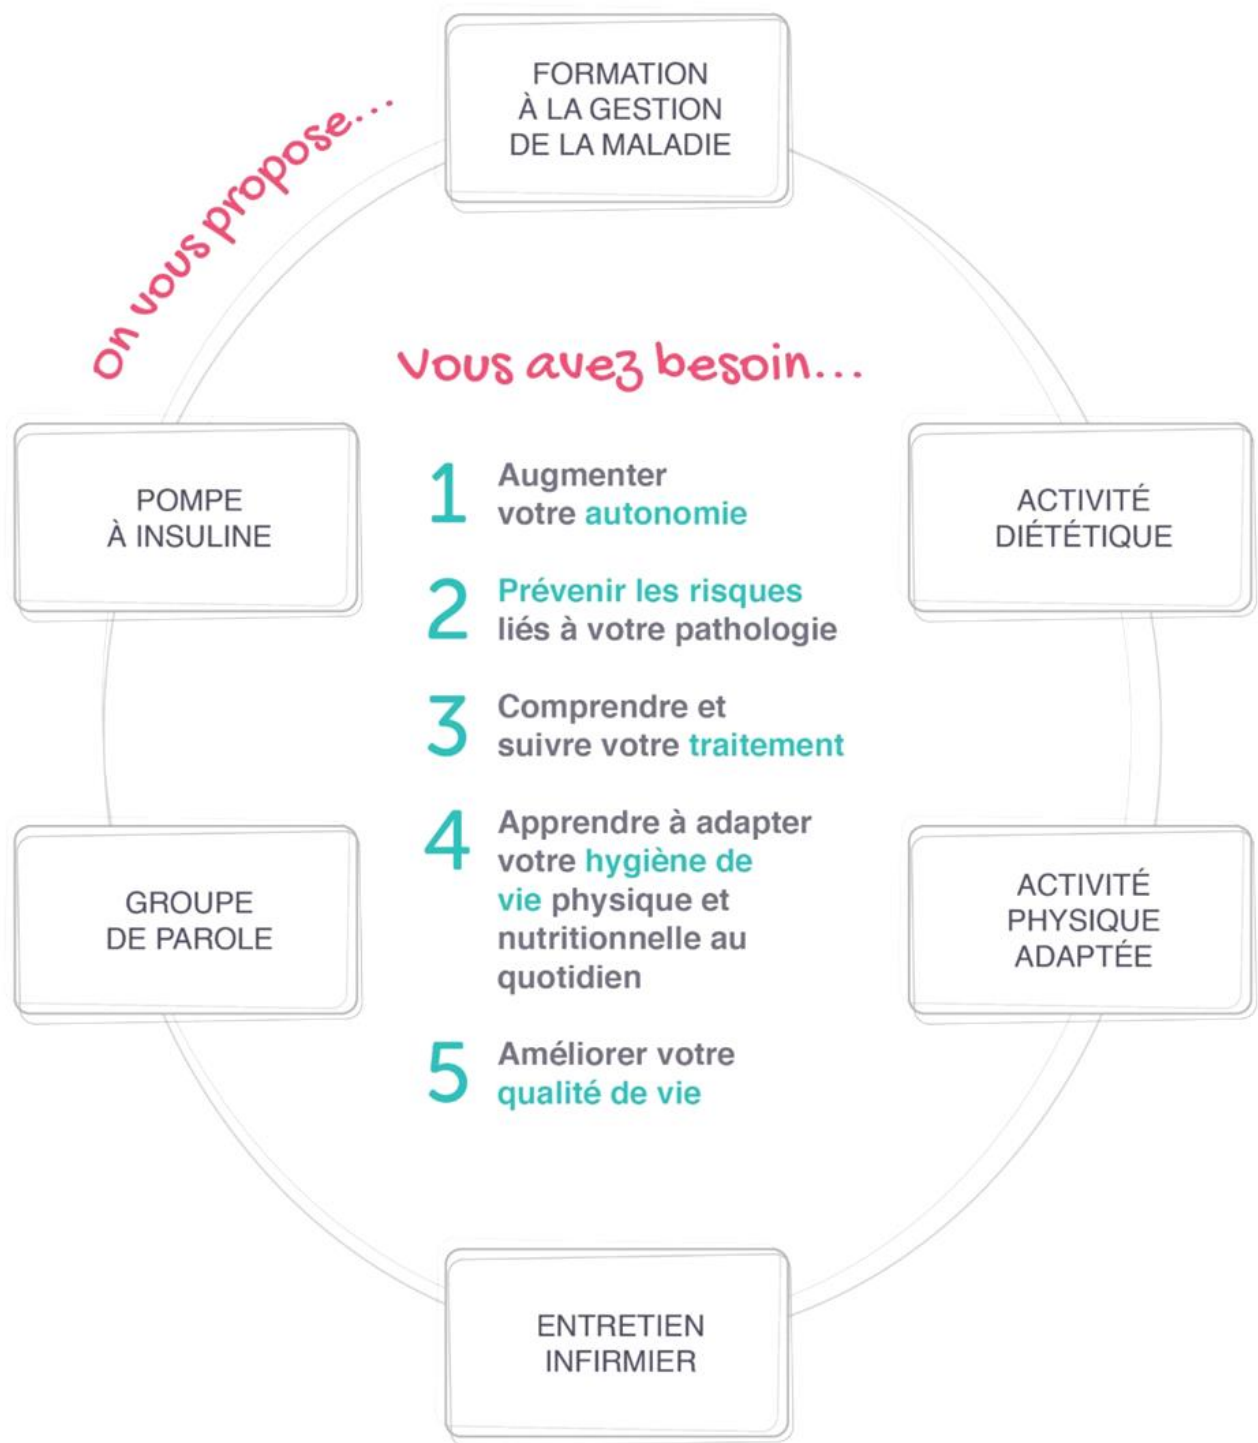 FORMATION
À LA GESTION
DE LA MALADIE
On vous propose...
Vous avez besoin...
POMPE
À INSULINE
1 Augmenter
votre autonomie
ACTIVITÉ
DIÉTÉTIQUE
2 Prévenir les risques
liés à votre pathologie
3 Comprendre et
suivre votre traitement
GROUPE
DE PAROLE
4 Apprendre à adapter
votre hygiène de
vie physique et
nutritionnelle au
quotidien
ACTIVITÉ
PHYSIQUE
ADAPTÉE
5 Améliorer votre
qualité de vie
ENTRETIEN
INFIRMIER